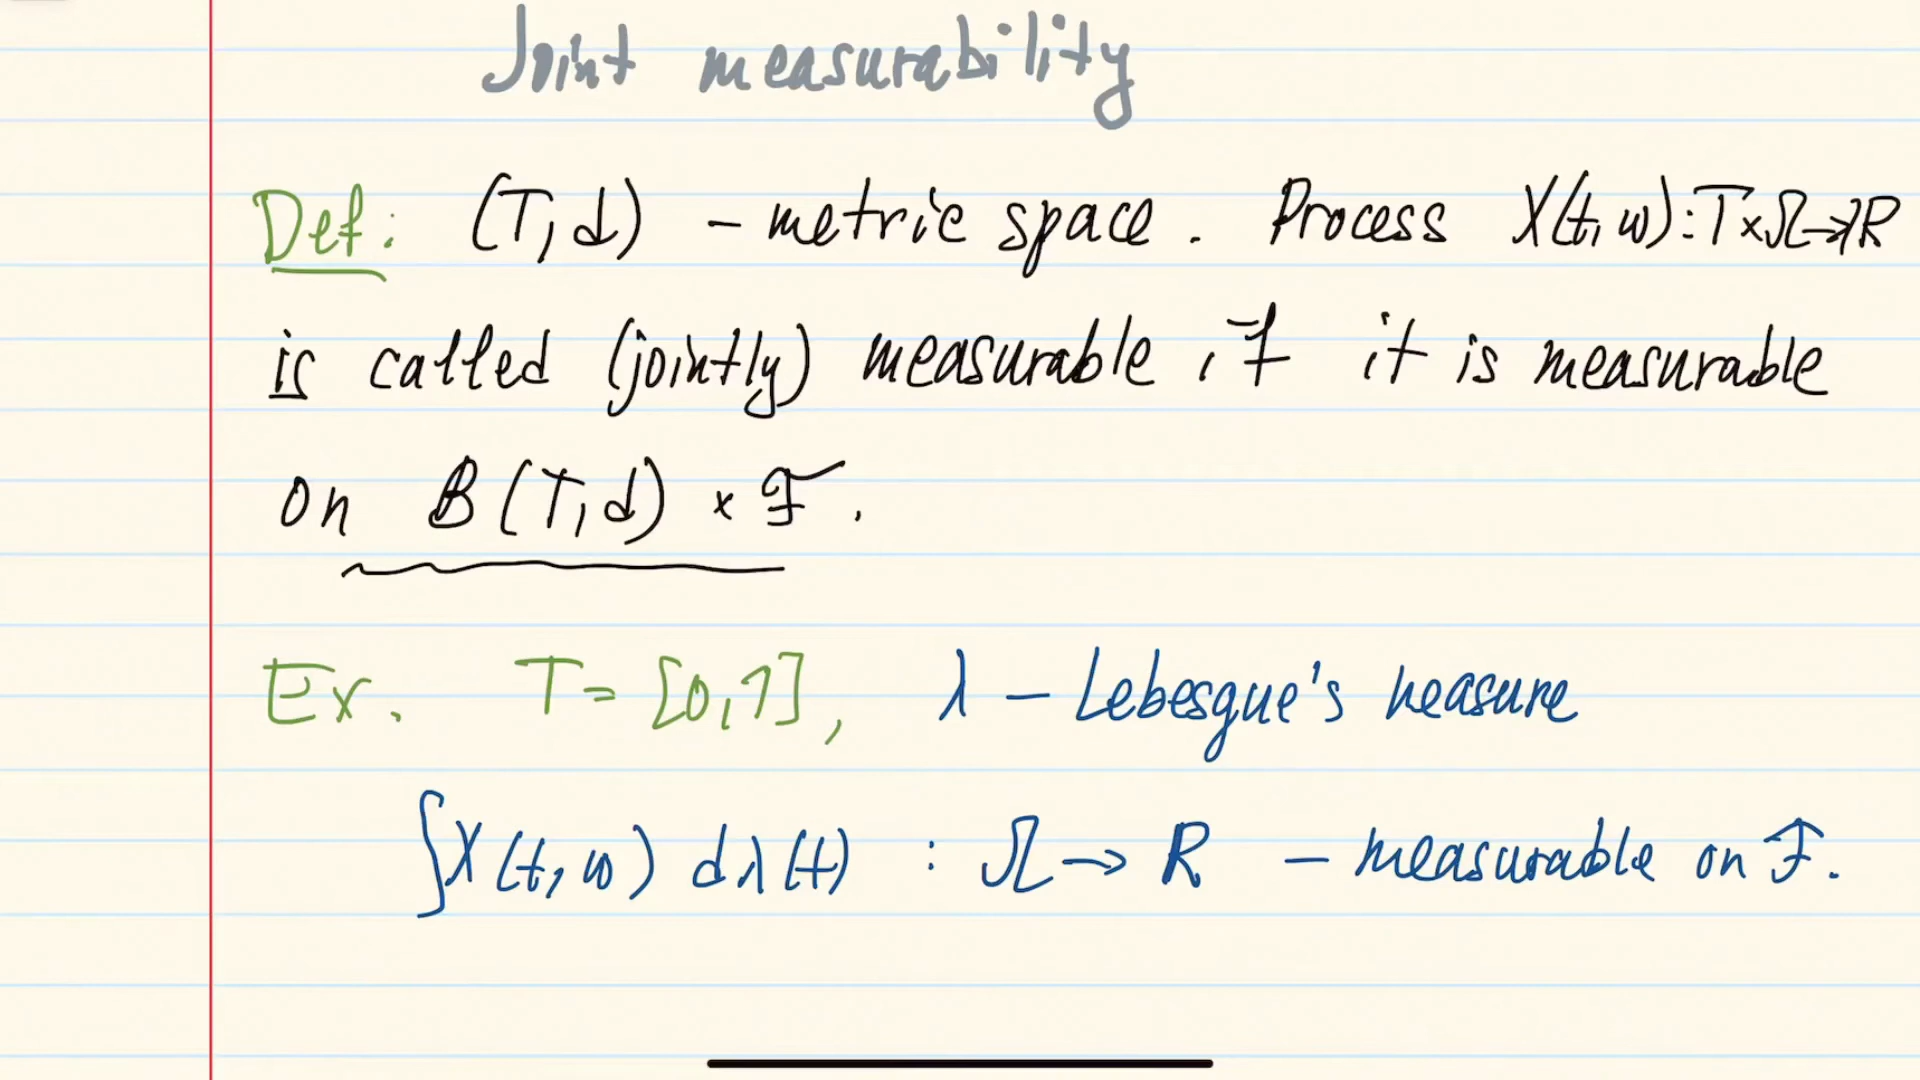 Joint measurability
Def: (T, d) - metric space. Process X(t, ω): T×Ω→R
is called (jointly) measurable if it is measurable
on B(T, d) × ℱ.
Ex. T = [0,1], λ - Lebesgue's measure
∫X(t, ω) dλ(t) : Ω → R - measurable on ℱ.